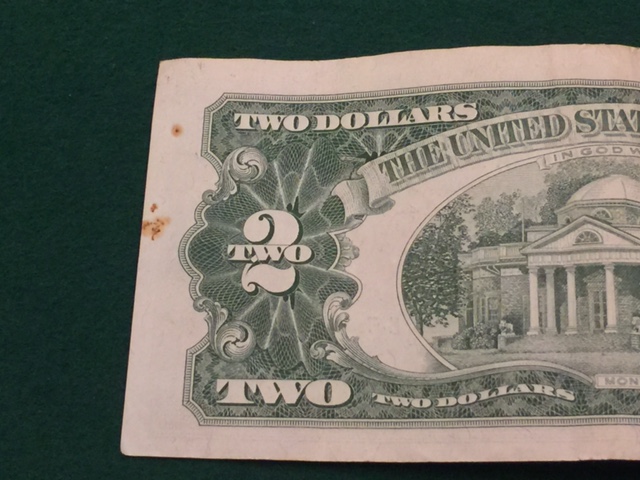 TWO DOLLARS
THE UNITED STAT
IN GOD W
2
TWO
TWO
TWO DOLLARS
MON